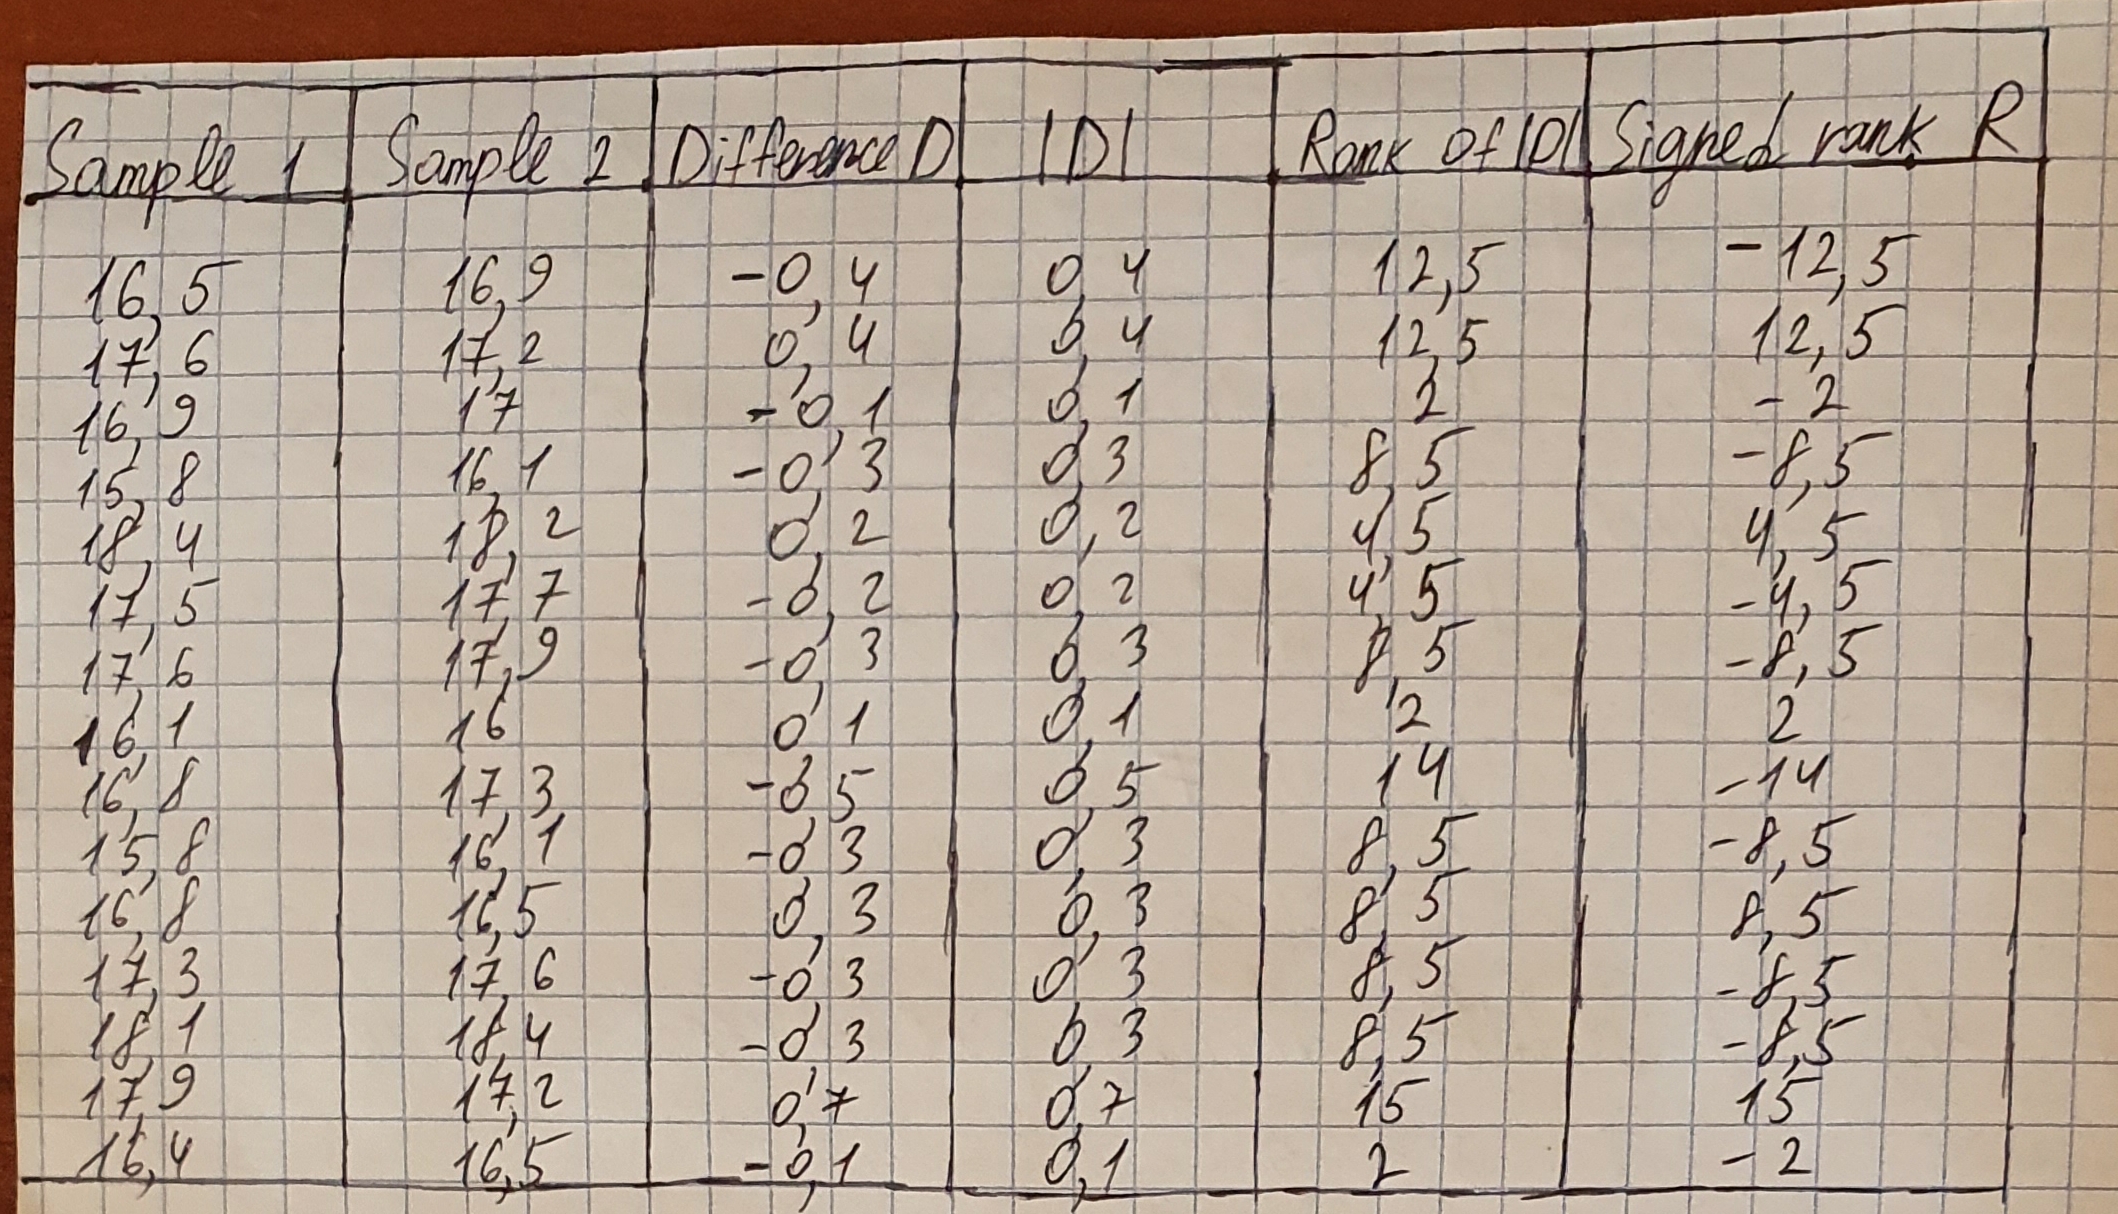 Sample 1 Sample 2 Difference D |D| Rank of |D| Signed rank R
16,5 16,9 -0,4 0,4 12,5 -12,5
17,6 17,2 0,4 0,4 12,5 12,5
16,9 17 -0,1 0,1 2 -2
15,8 16,1 -0,3 0,3 8,5 -8,5
18,4 18,2 0,2 0,2 4,5 4,5
17,5 17,7 -0,2 0,2 4,5 -4,5
17,6 17,9 -0,3 0,3 8,5 -8,5
16,1 16 0,1 0,1 2 2
16,8 17,3 -0,5 0,5 14 -14
15,8 16,1 -0,3 0,3 8,5 -8,5
16,8 16,5 0,3 0,3 8,5 8,5
17,3 17,6 -0,3 0,3 8,5 -8,5
18,1 18,4 -0,3 0,3 8,5 -8,5
17,9 17,2 0,7 0,7 15 15
16,4 16,5 -0,1 0,1 2 -2